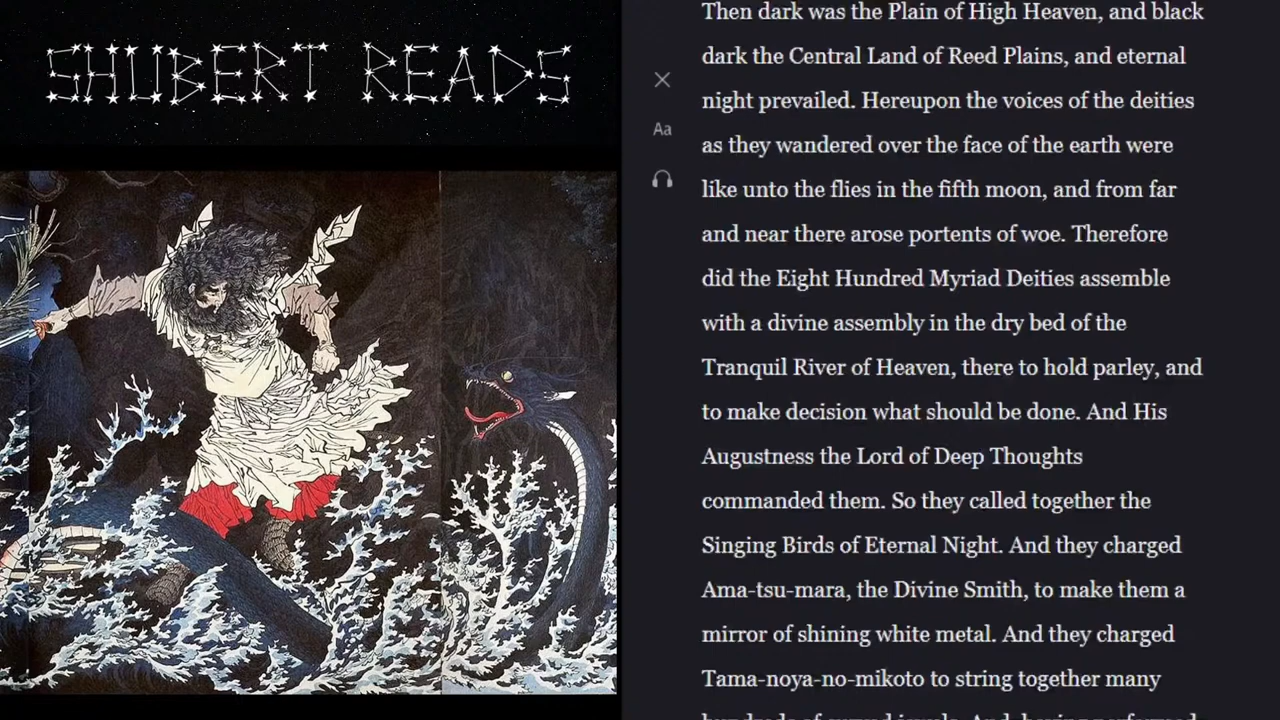 SHUBERT READS
Then dark was the Plain of High Heaven, and black
dark the Central Land of Reed Plains, and eternal
night prevailed. Hereupon the voices of the deities
as they wandered over the face of the earth were
like unto the flies in the fifth moon, and from far
and near there arose portents of woe. Therefore
did the Eight Hundred Myriad Deities assemble
with a divine assembly in the dry bed of the
Tranquil River of Heaven, there to hold parley, and
to make decision what should be done. And His
Augustness the Lord of Deep Thoughts
commanded them. So they called together the
Singing Birds of Eternal Night. And they charged
Ama-tsu-mara, the Divine Smith, to make them a
mirror of shining white metal. And they charged
Tama-noya-no-mikoto to string together many
Aa